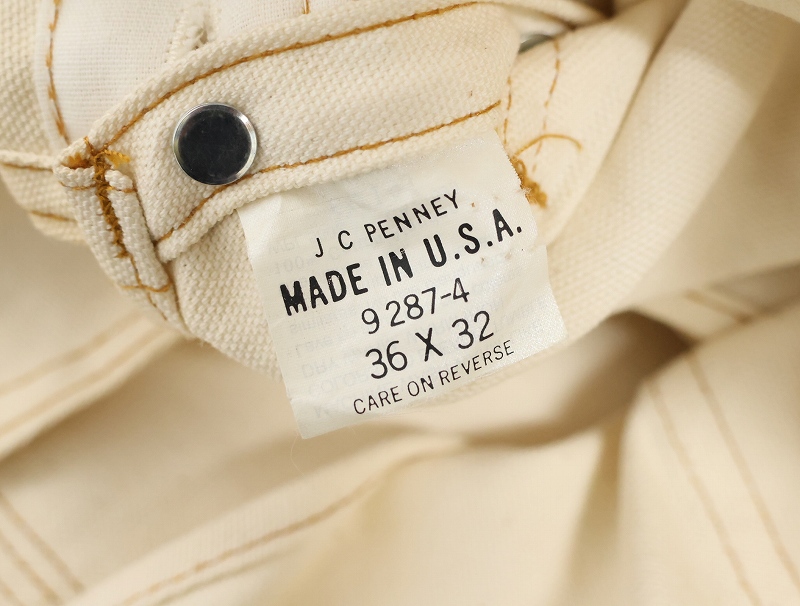 J C PENNEY
MADE IN U.S.A.
9287-4
36 X 32
CARE ON REVERSE